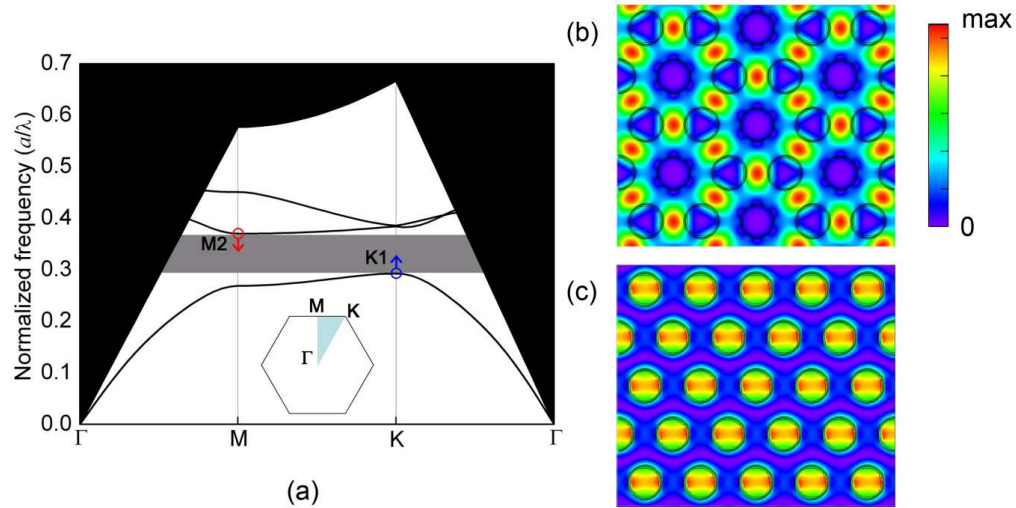 Normalized frequency (a/λ)
0.7
0.6
0.5
0.4
0.3
0.2
0.1
0.0
M2
K1
M
K
Γ
Γ
M
K
Γ
(a)
(b)
max
0
(c)